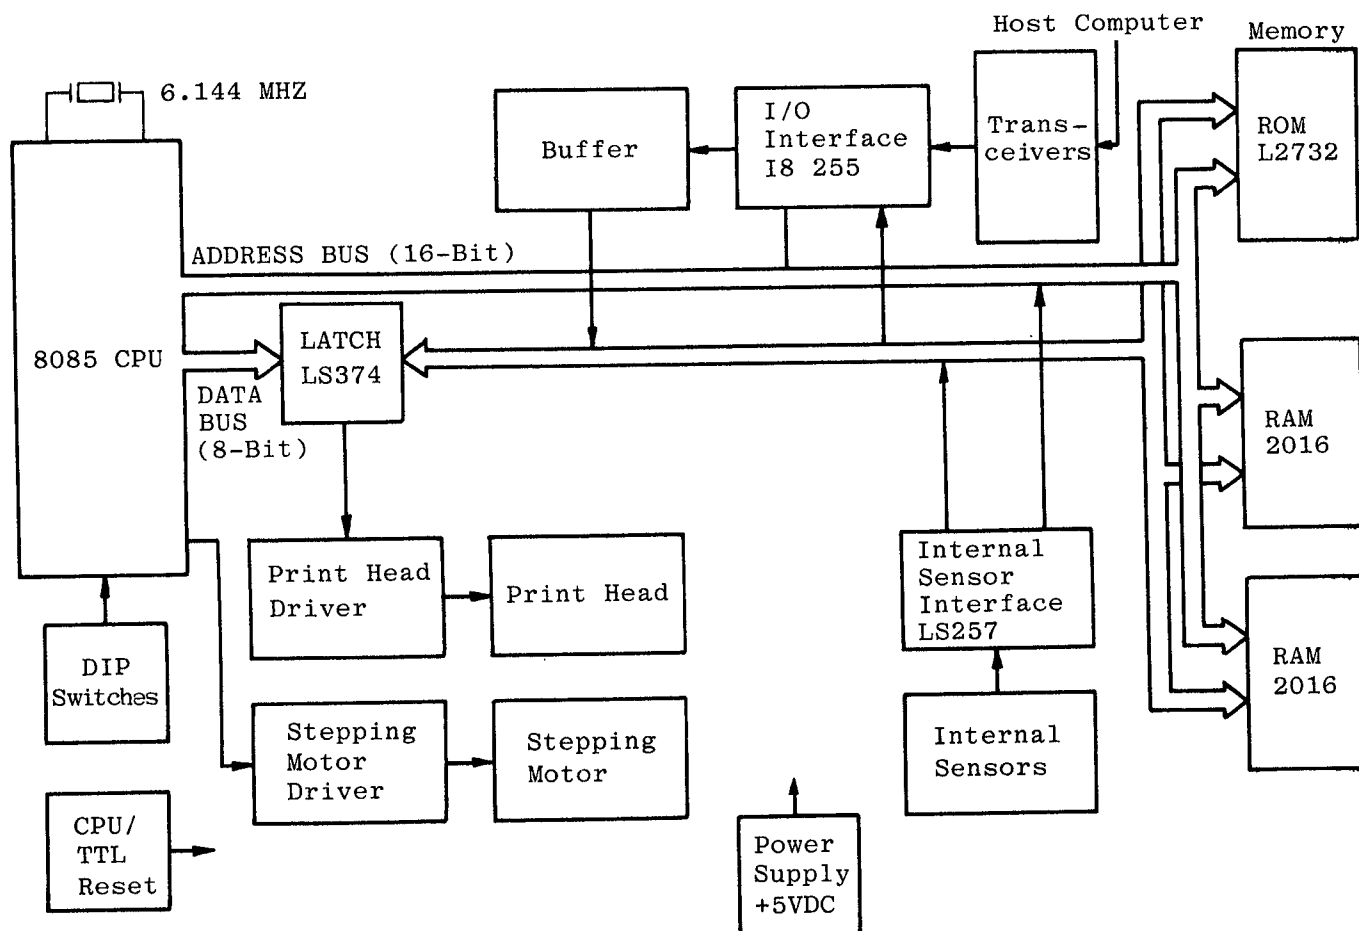 Host Computer
Memory
6.144 MHZ
Buffer
I/O
Interface
I8 255
Trans-
ceivers
ROM
L2732
ADDRESS BUS (16-Bit)
8085 CPU
LATCH
LS374
DATA
BUS
(8-Bit)
RAM
2016
Print Head
Driver
Print Head
Internal
Sensor
Interface
LS257
RAM
2016
DIP
Switches
Stepping
Motor
Driver
Stepping
Motor
Internal
Sensors
CPU/
TTL
Reset
Power
Supply
+5VDC